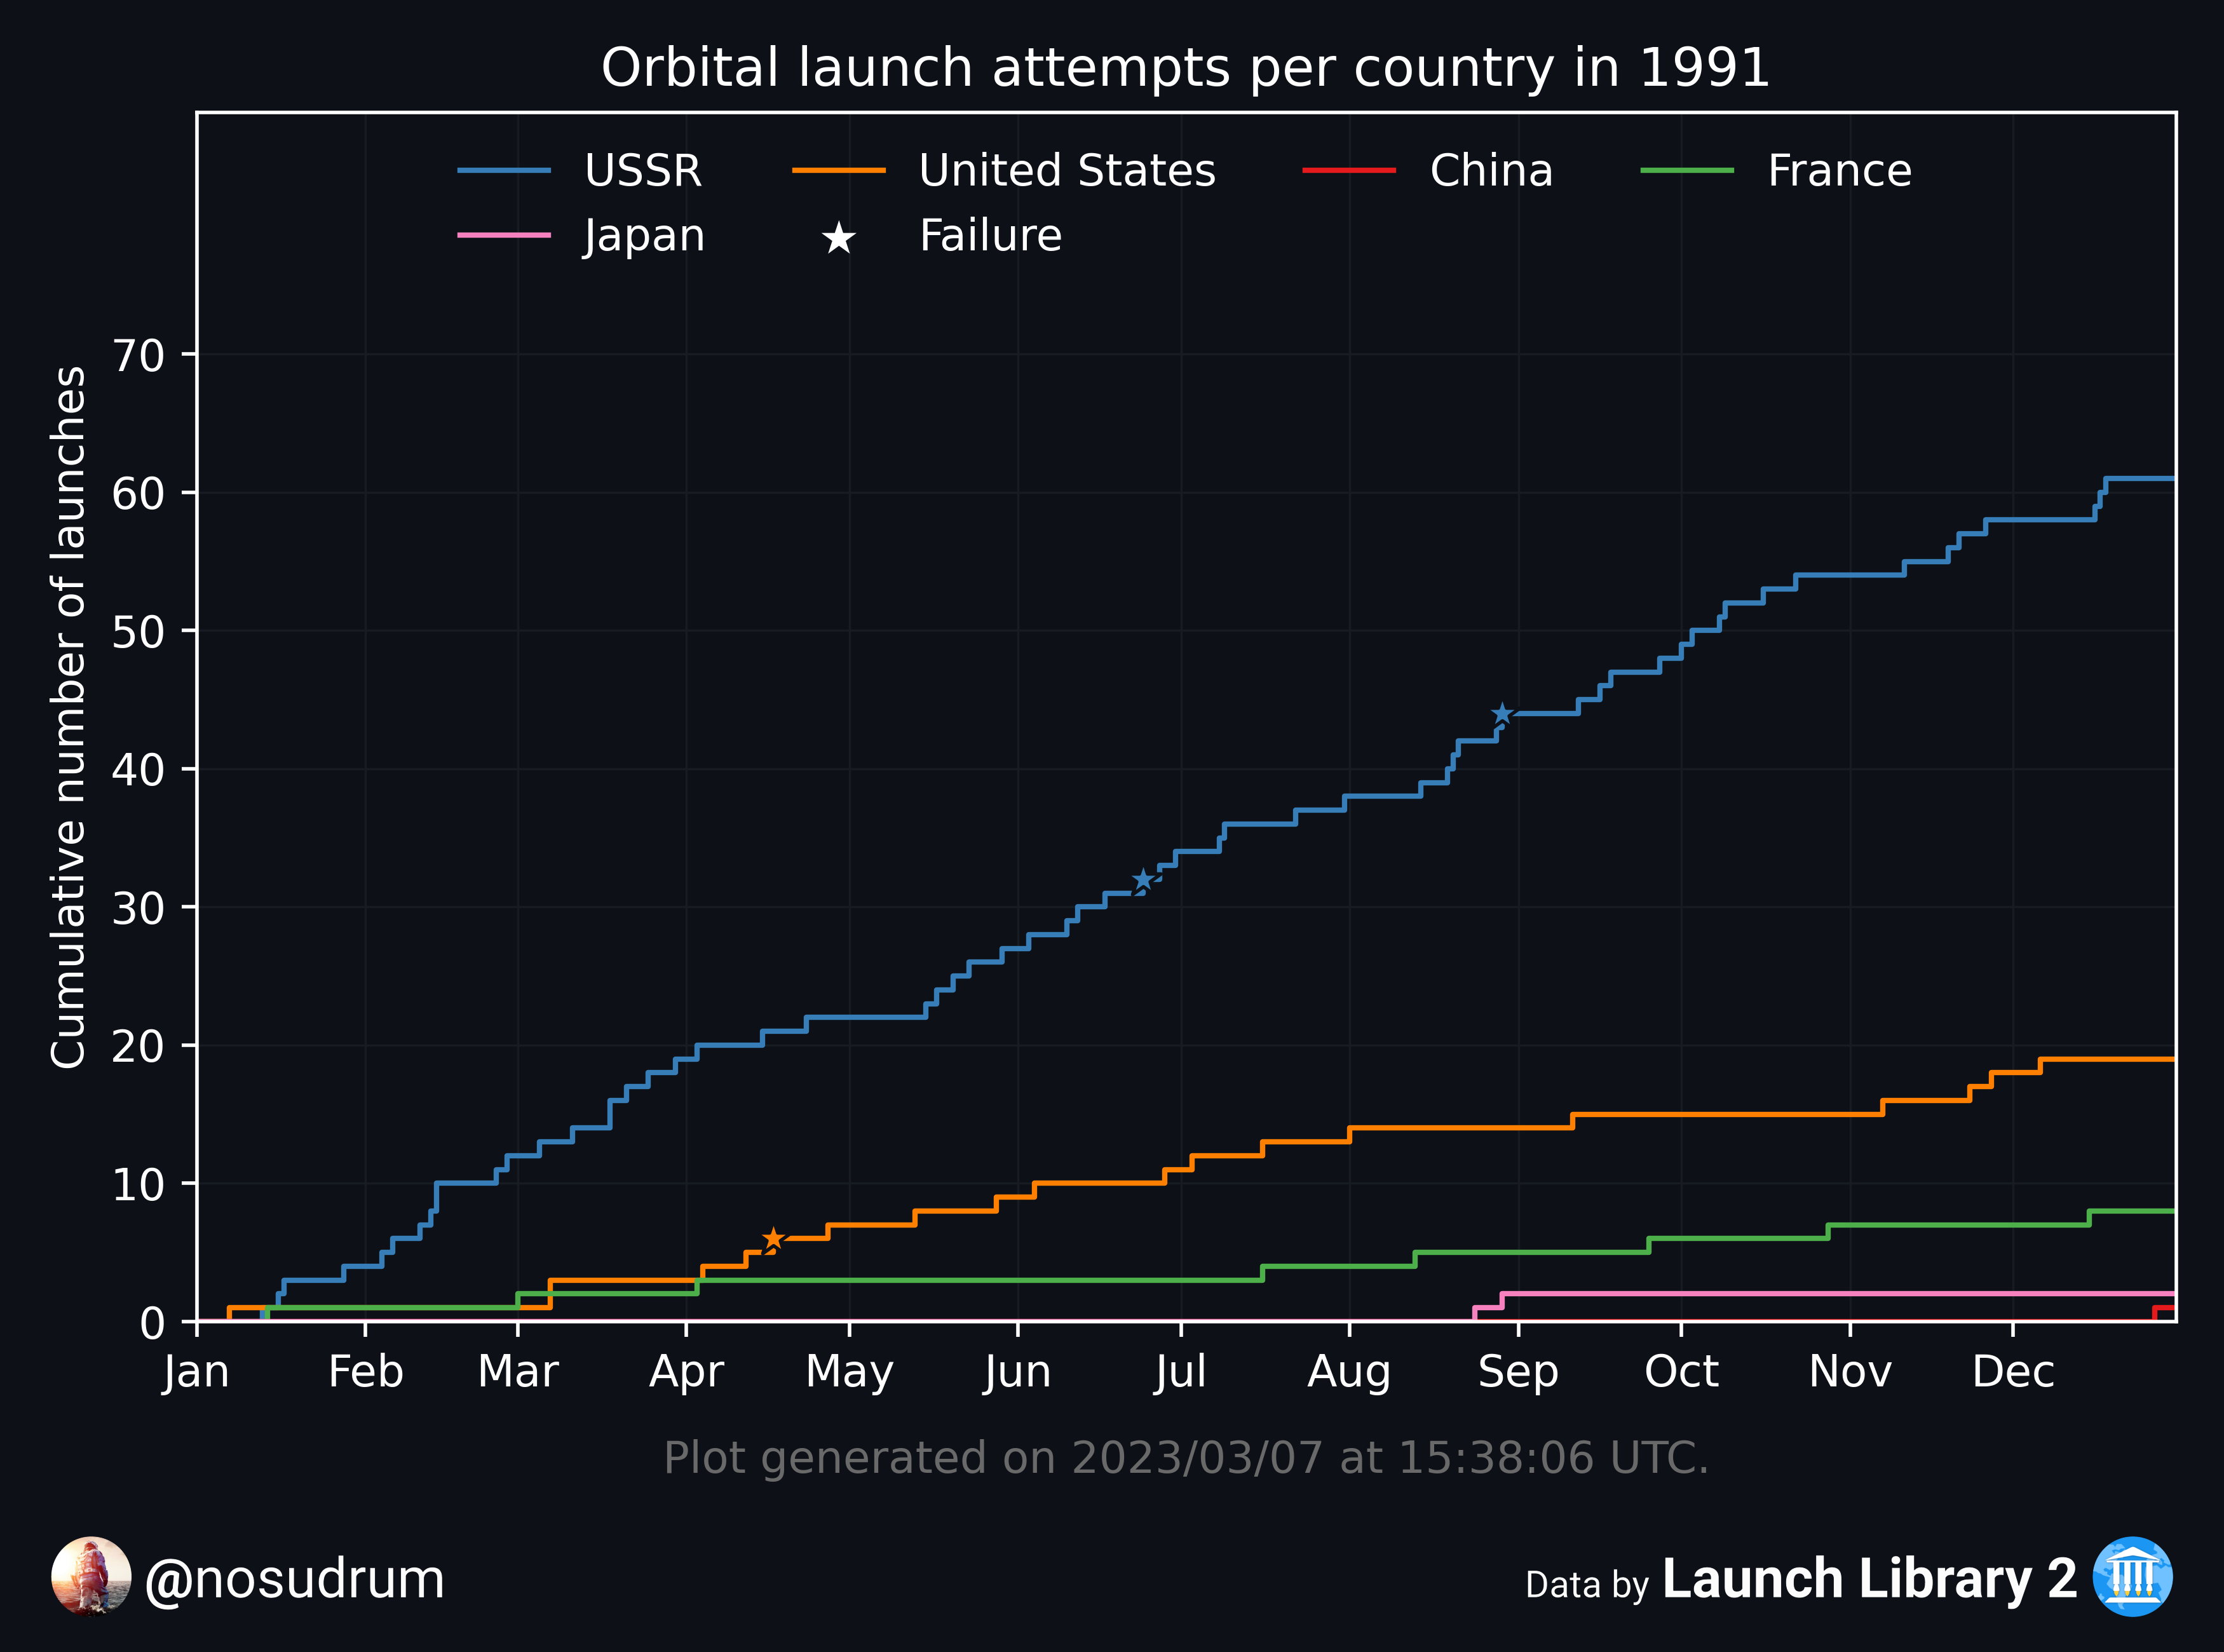 Orbital launch attempts per country in 1991
USSR United States China France
Japan Failure
Cumulative number of launches
70
60
50
40
30
20
10
0
Jan Feb Mar Apr May Jun Jul Aug Sep Oct Nov Dec
Plot generated on 2023/03/07 at 15:38:06 UTC.
@nosudrum
Data by Launch Library 2